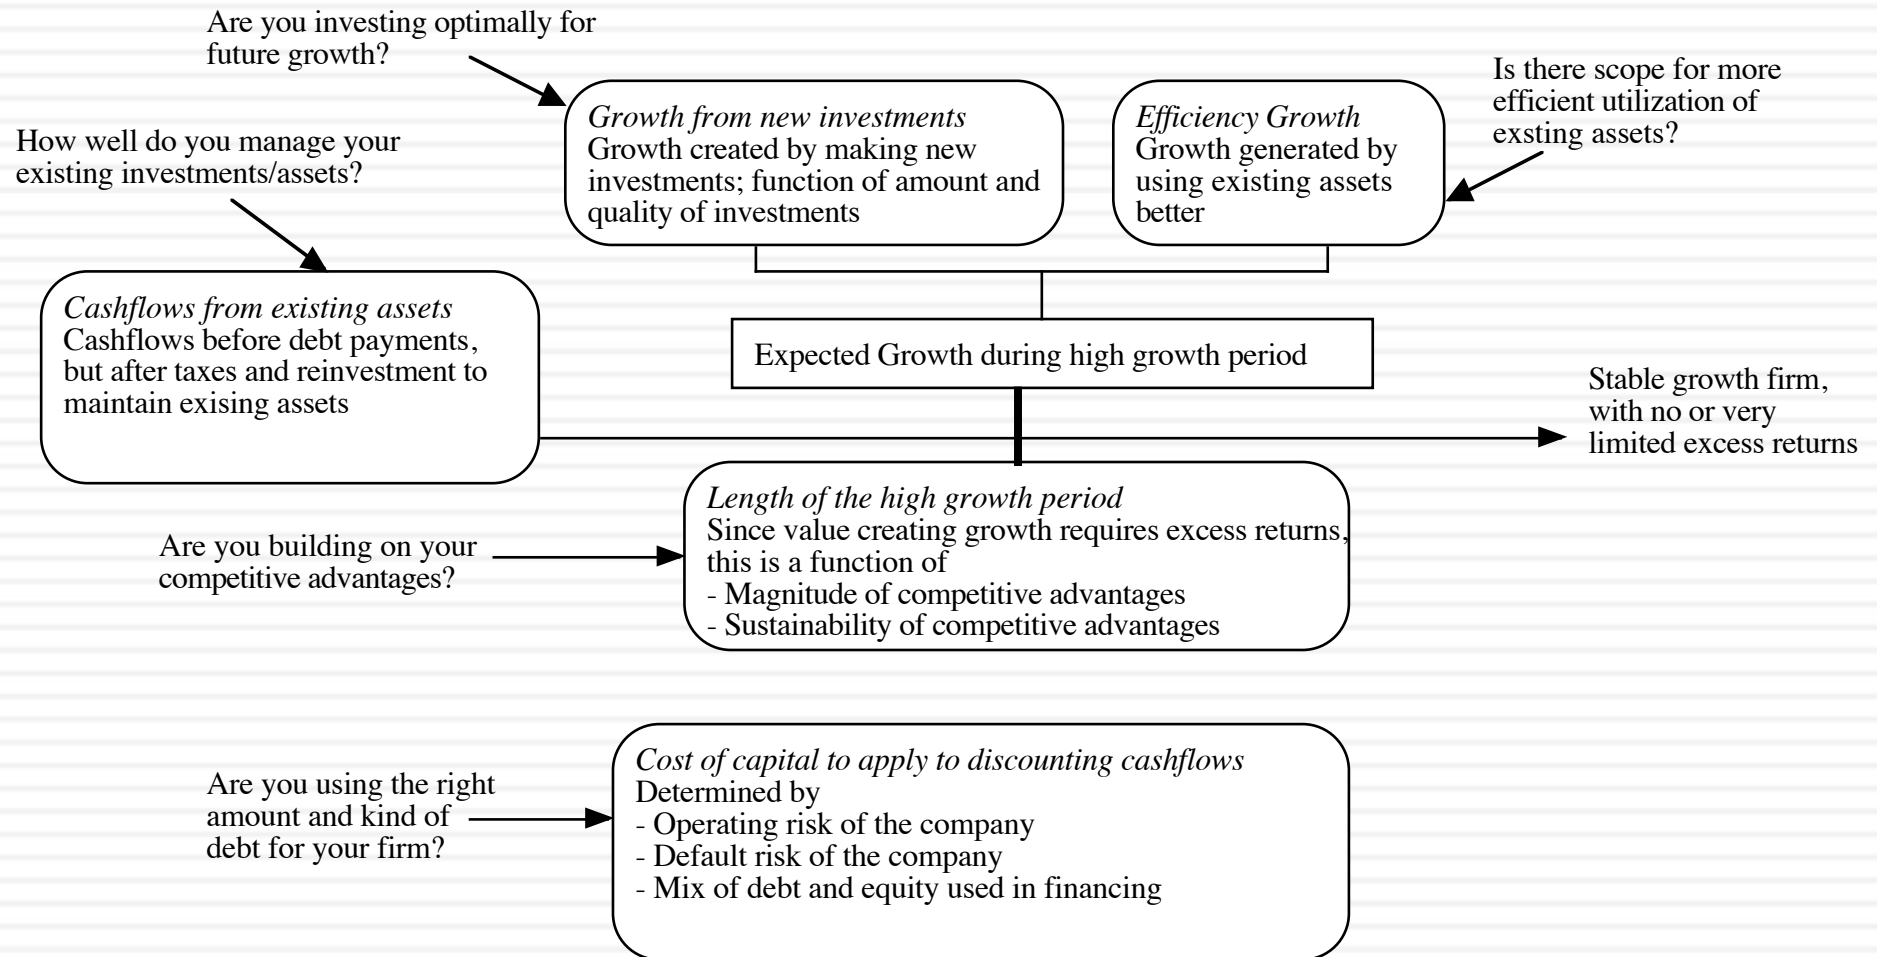 Are you investing optimally for
future growth?
Is there scope for more
efficient utilization of
exsting assets?
Growth from new investments
Growth created by making new
investments; function of amount and
quality of investments
Efficiency Growth
Growth generated by
using existing assets
better
How well do you manage your
existing investments/assets?
Cashflows from existing assets
Cashflows before debt payments,
but after taxes and reinvestment to
maintain exising assets
Expected Growth during high growth period
Stable growth firm,
with no or very
limited excess returns
Length of the high growth period
Since value creating growth requires excess returns,
this is a function of
- Magnitude of competitive advantages
- Sustainability of competitive advantages
Are you building on your
competitive advantages?
Cost of capital to apply to discounting cashflows
Determined by
- Operating risk of the company
- Default risk of the company
- Mix of debt and equity used in financing
Are you using the right
amount and kind of
debt for your firm?